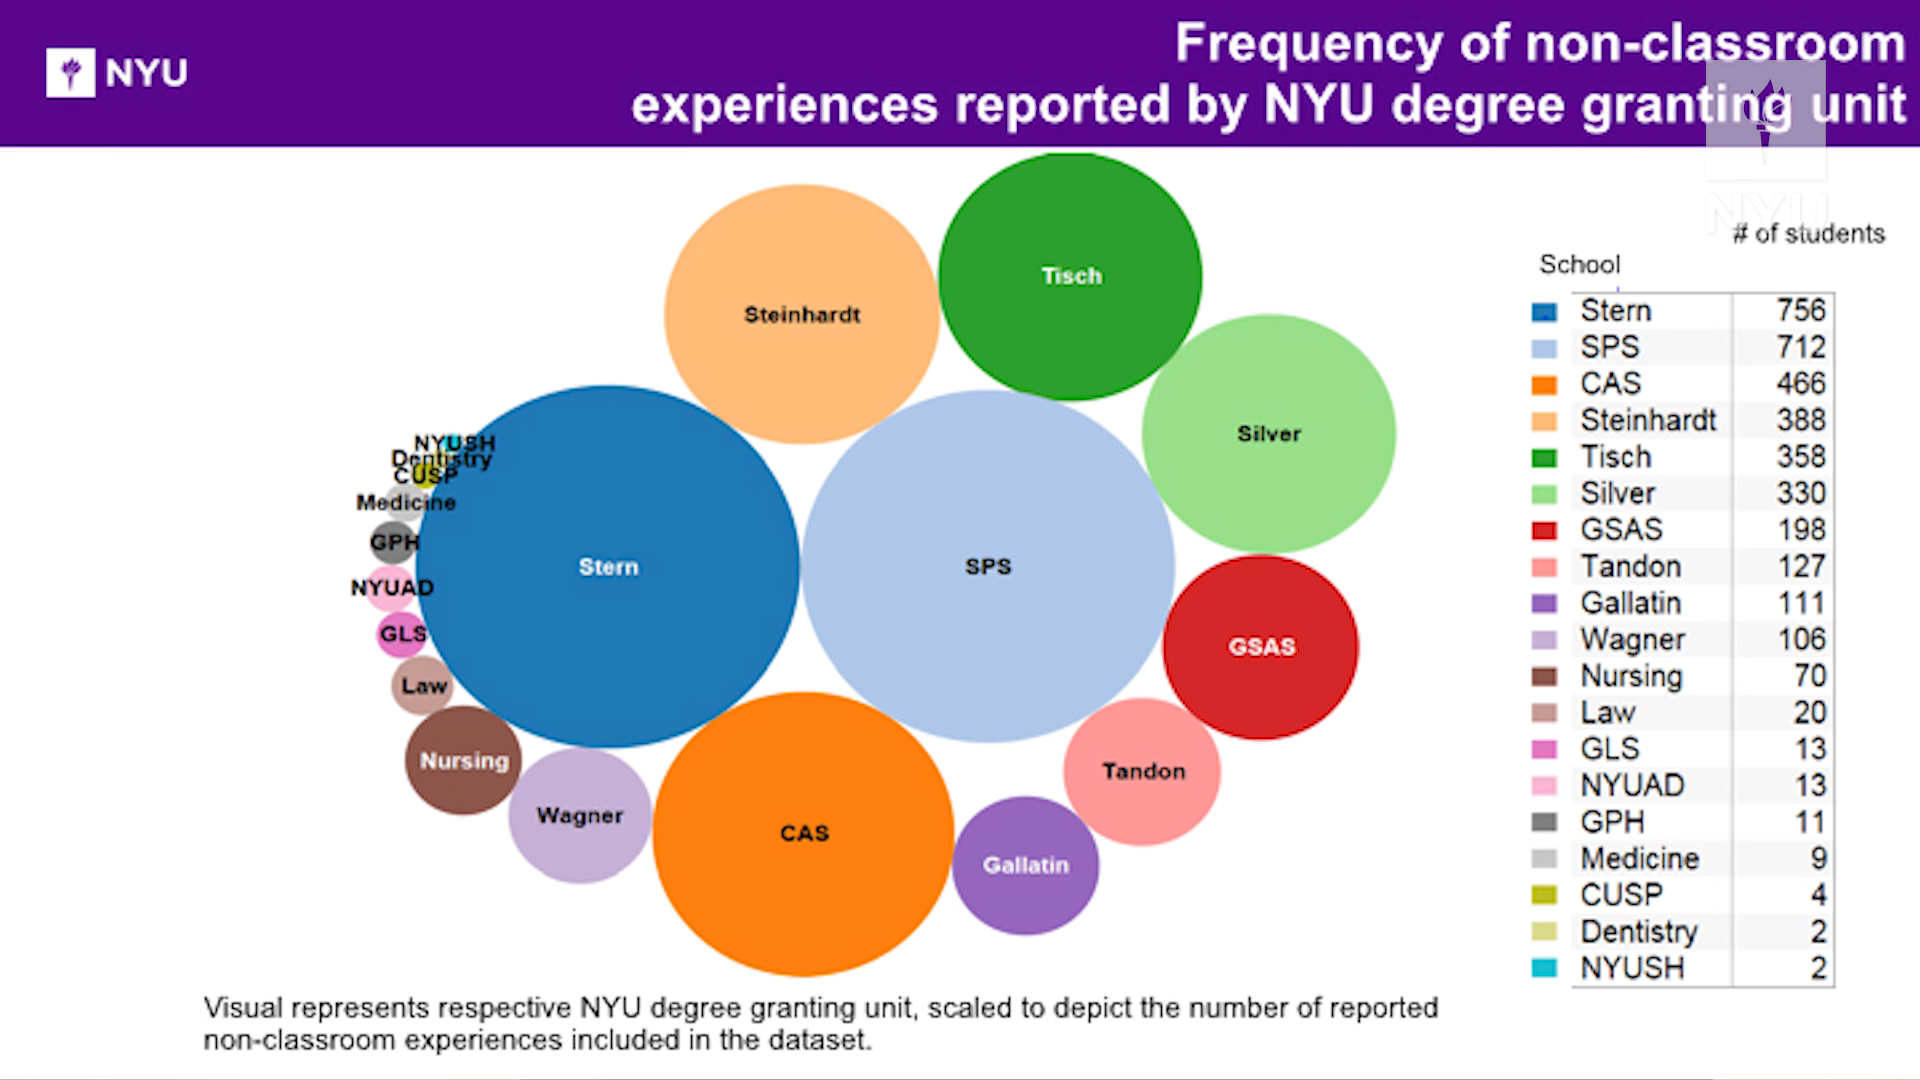 NYU
Frequency of non-classroom
experiences reported by NYU degree granting unit
NYU
# of students
School
Stern 756
SPS 712
CAS 466
Steinhardt 388
Tisch 358
Silver 330
GSAS 198
Tandon 127
Gallatin 111
Wagner 106
Nursing 70
Law 20
GLS 13
NYUAD 13
GPH 11
Medicine 9
CUSP 4
Dentistry 2
NYUSH 2
Tisch
Steinhardt
Silver
NYUSH
Dentistry
CUSP
Medicine
GPH
Stern
SPS
NYUAD
GLS
GSAS
Law
Nursing
Tandon
Wagner
CAS
Gallatin
Visual represents respective NYU degree granting unit, scaled to depict the number of reported
non-classroom experiences included in the dataset.